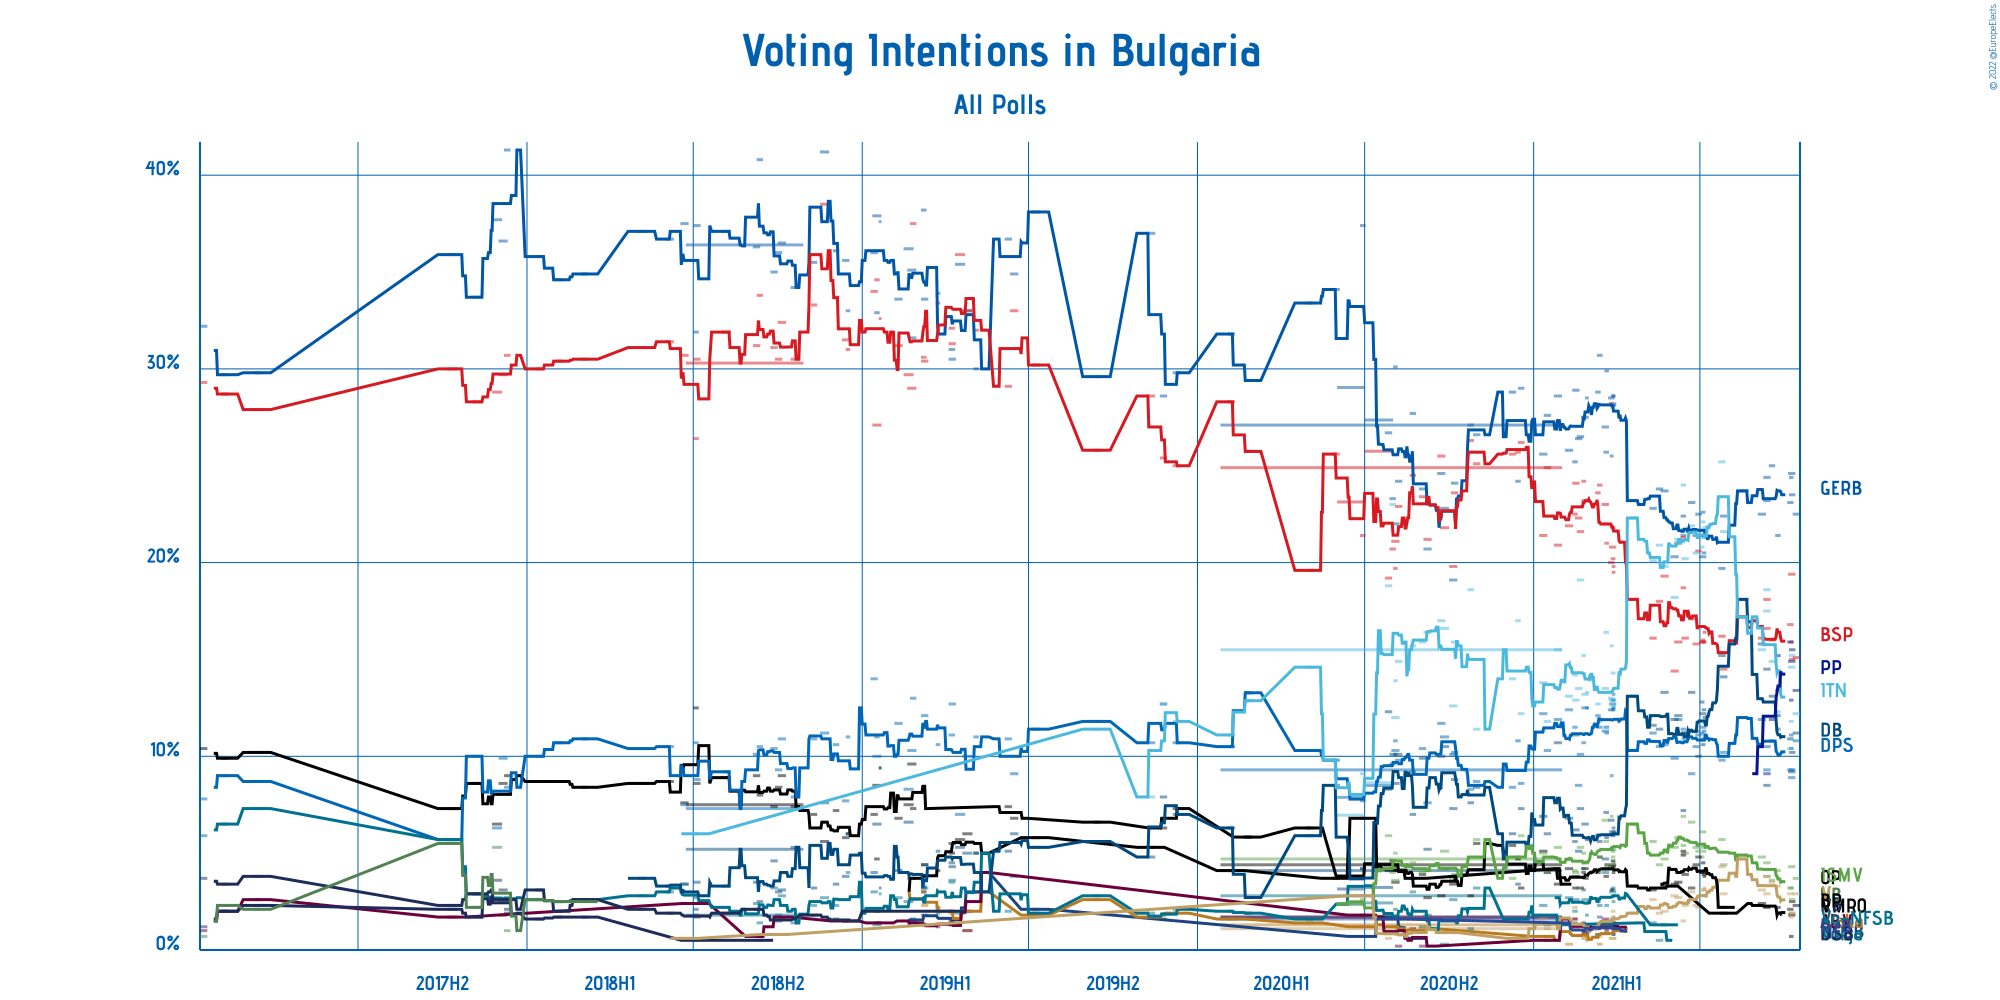 Voting Intentions in Bulgaria
All Polls
© 2022 @EuropeElects
40%
30%
20%
10%
0%
GERB
BSP
PP
ITN
DB
DPS
2017H2
2018H1
2018H2
2019H1
2019H2
2020H1
2020H2
2021H1